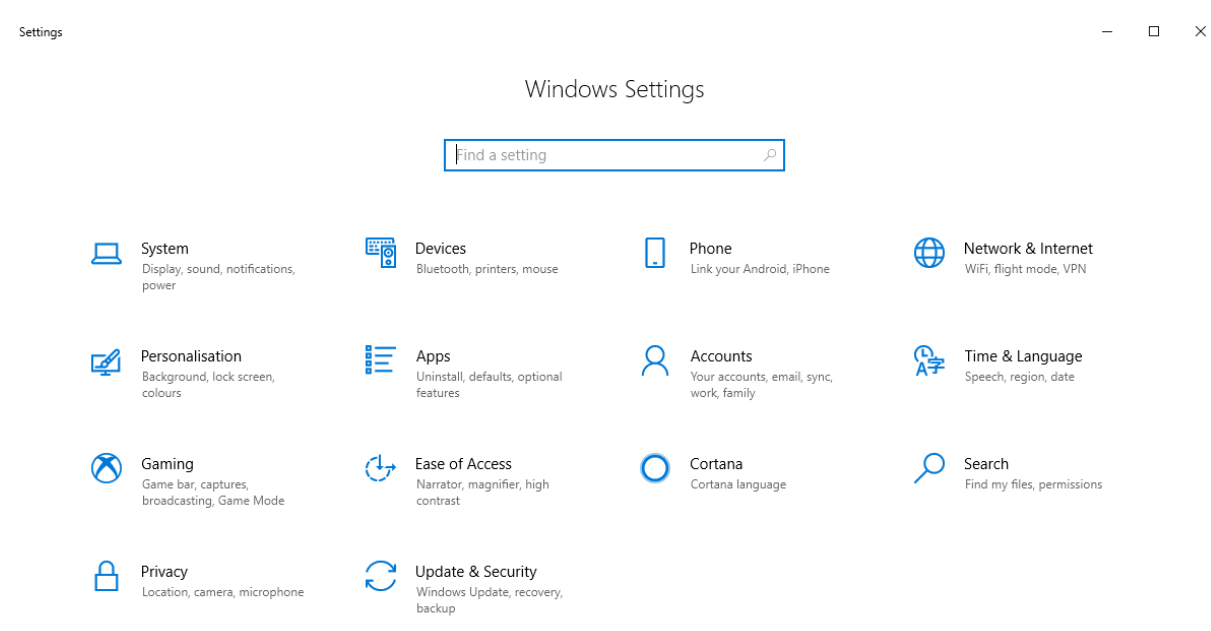 Settings
Windows Settings
Find a setting
System
Display, sound, notifications,
power
Devices
Bluetooth, printers, mouse
Phone
Link your Android, iPhone
Network & Internet
WiFi, flight mode, VPN
Personalisation
Background, lock screen,
colours
Apps
Uninstall, defaults, optional
features
Accounts
Your accounts, email, sync,
work, family
Time & Language
Speech, region, date
Gaming
Game bar, captures,
broadcasting, Game Mode
Ease of Access
Narrator, magnifier, high
contrast
Cortana
Cortana language
Search
Find my files, permissions
Privacy
Location, camera, microphone
Update & Security
Windows Update, recovery,
backup